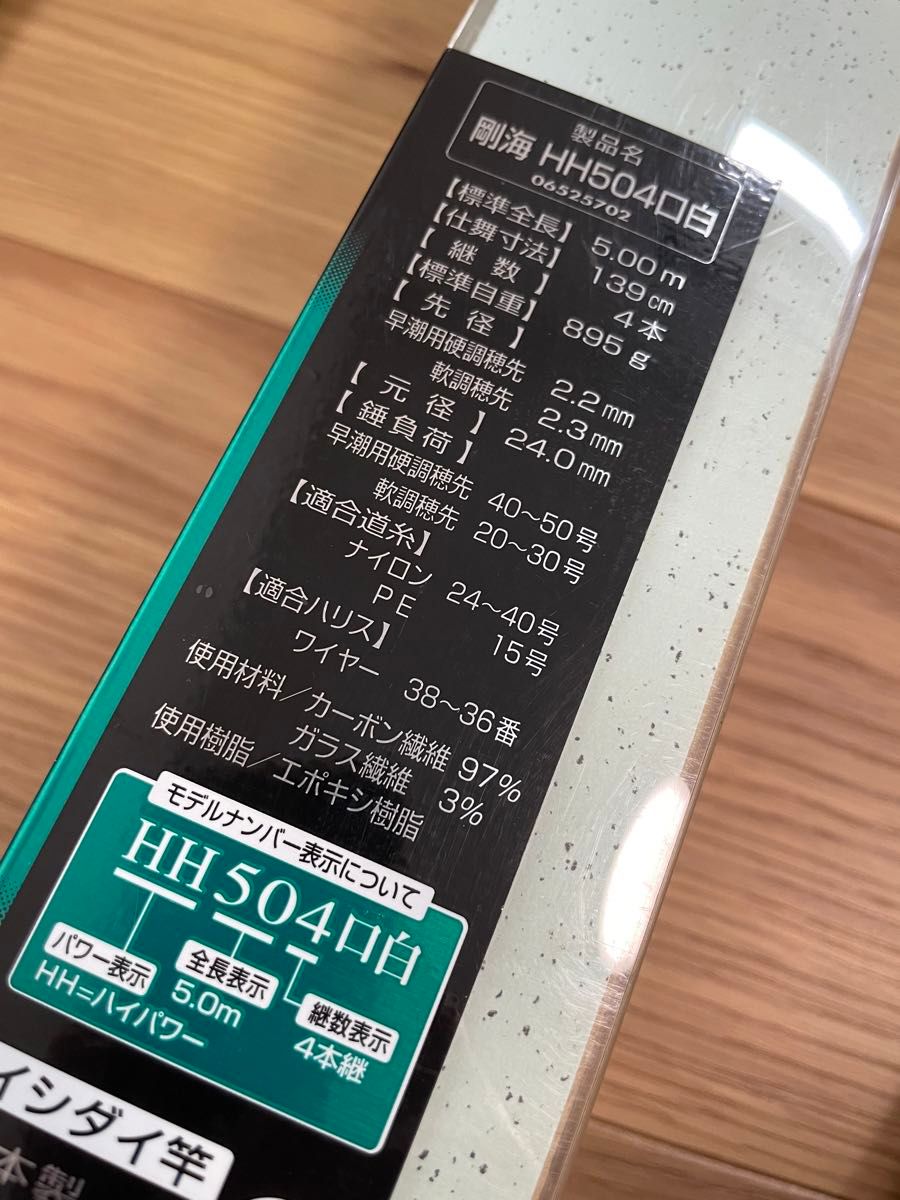 製品名
剛海 HH504口白
06525702
【標準全長】 5.00m
【仕舞寸法】 139cm
【継数】 4本
【標準自重】 895g
【先径】
早潮用硬調穂先 2.2mm
軟調穂先 2.3mm
【元径】 24.0mm
【錘負荷】
早潮用硬調穂先 40〜50号
軟調穂先 20〜30号
【適合道糸】
ナイロン 24〜40号
PE 15号
【適合ハリス】
ワイヤー 38〜36番
使用材料/カーボン繊維 97%
ガラス繊維 3%
使用樹脂/エポキシ樹脂
モデルナンバー表示について
HH504口白
パワー表示
HH=ハイパワー
全長表示
5.0m
継数表示
4本継
イシダイ竿
本製